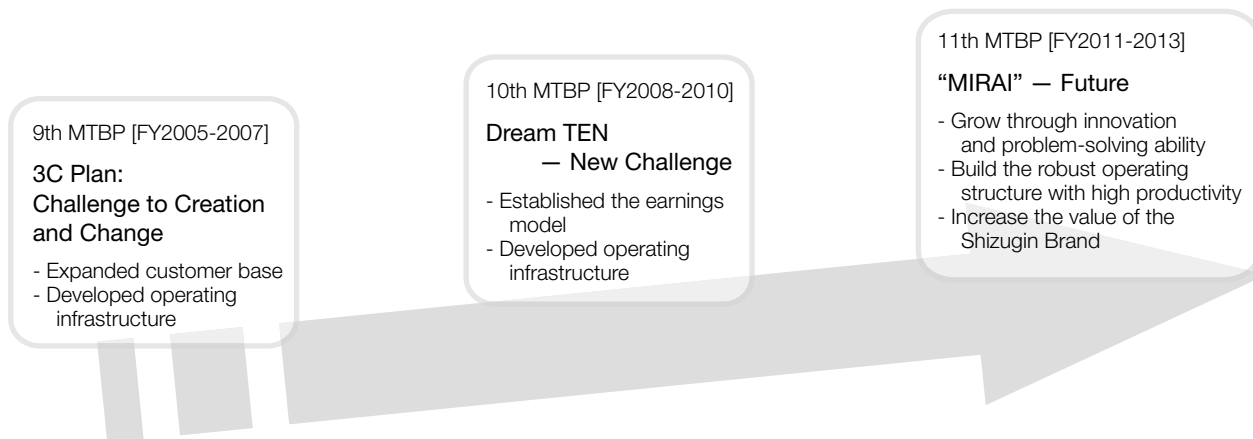 9th MTBP [FY2005-2007]
3C Plan:
Challenge to Creation
and Change
- Expanded customer base
- Developed operating
infrastructure
10th MTBP [FY2008-2010]
Dream TEN
— New Challenge
- Established the earnings
model
- Developed operating
infrastructure
11th MTBP [FY2011-2013]
“MIRAI” — Future
- Grow through innovation
and problem-solving ability
- Build the robust operating
structure with high productivity
- Increase the value of the
Shizugin Brand